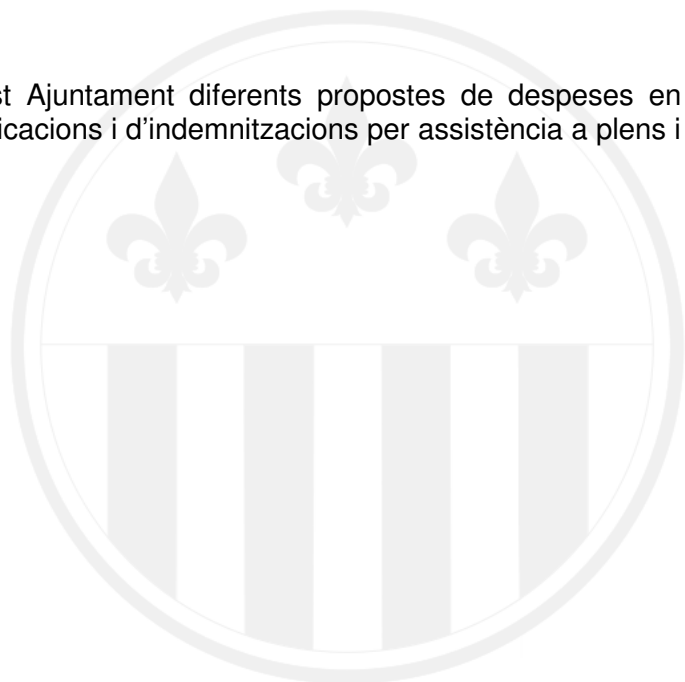 st Ajuntament diferents propostes de despeses en
icacions i d'indemnitzacions per assistència a plens i